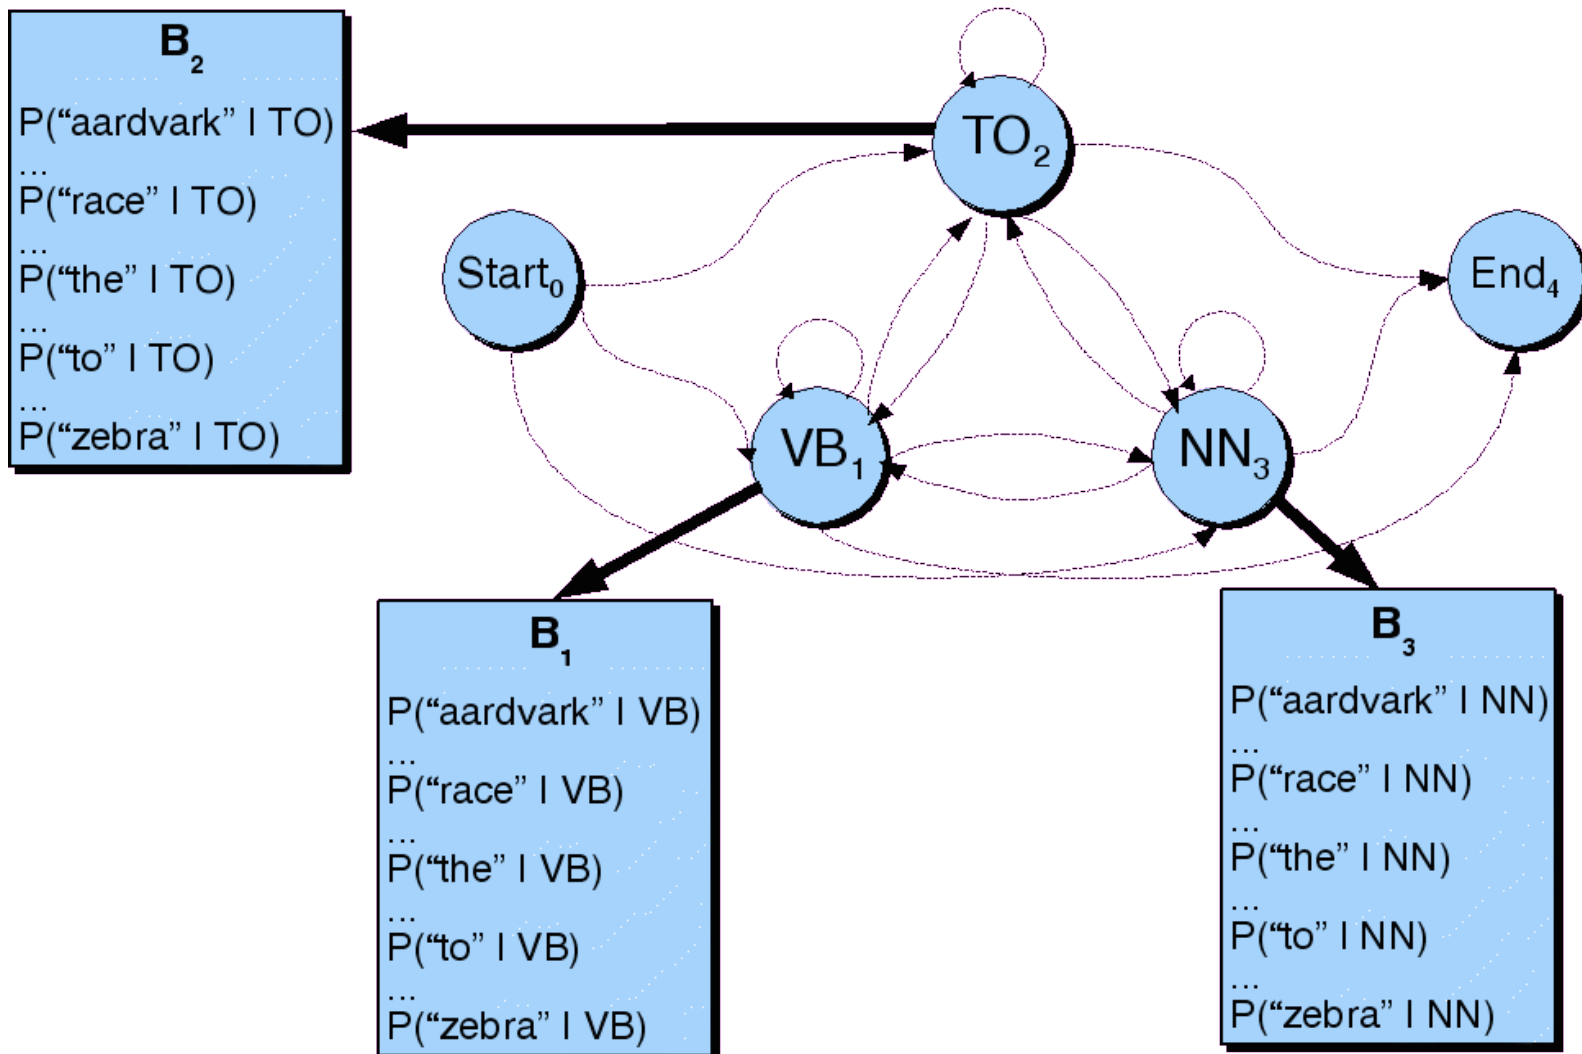 B₂
P(“aardvark” | TO)
...
P(“race” | TO)
...
P(“the” | TO)
...
P(“to” | TO)
...
P(“zebra” | TO)
TO₂
Start₀
End₄
VB₁
NN₃
B₁
P(“aardvark” | VB)
...
P(“race” | VB)
...
P(“the” | VB)
...
P(“to” | VB)
...
P(“zebra” | VB)
B₃
P(“aardvark” | NN)
...
P(“race” | NN)
...
P(“the” | NN)
...
P(“to” | NN)
...
P(“zebra” | NN)